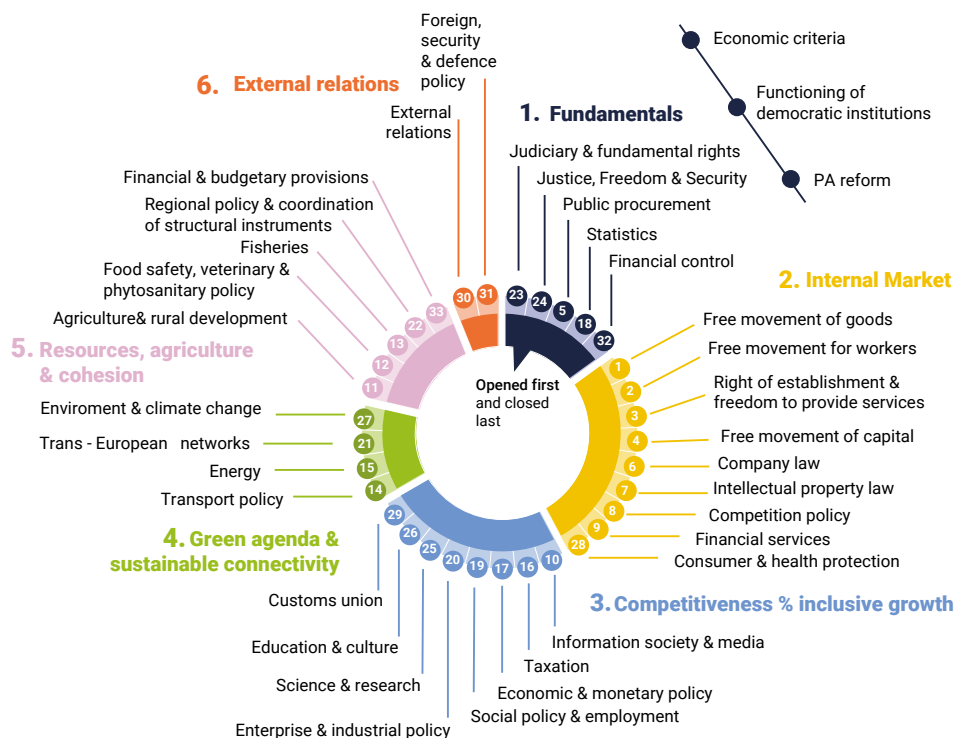 Foreign,
security
& defence
policy
6. External relations
External
relations
Economic criteria
Functioning of
democratic institutions
PA reform
1. Fundamentals
Judiciary & fundamental rights
Justice, Freedom & Security
Public procurement
Statistics
Financial control
23
24
5
18
32
Opened first
and closed
last
2. Internal Market
Free movement of goods
Free movement for workers
Right of establishment &
freedom to provide services
Free movement of capital
Company law
Intellectual property law
Competition policy
Financial services
Consumer & health protection
1
2
3
4
6
7
8
9
28
3. Competitiveness % inclusive growth
Information society & media
Taxation
Economic & monetary policy
Social policy & employment
Enterprise & industrial policy
Science & research
Education & culture
Customs union
10
16
17
19
20
25
26
29
4. Green agenda &
sustainable connectivity
Enviroment & climate change
Trans - European networks
Energy
Transport policy
27
21
15
14
5. Resources, agriculture
& cohesion
Financial & budgetary provisions
Regional policy & coordination
of structural instruments
Fisheries
Food safety, veterinary &
phytosanitary policy
Agriculture& rural development
33
22
13
12
11
30
31